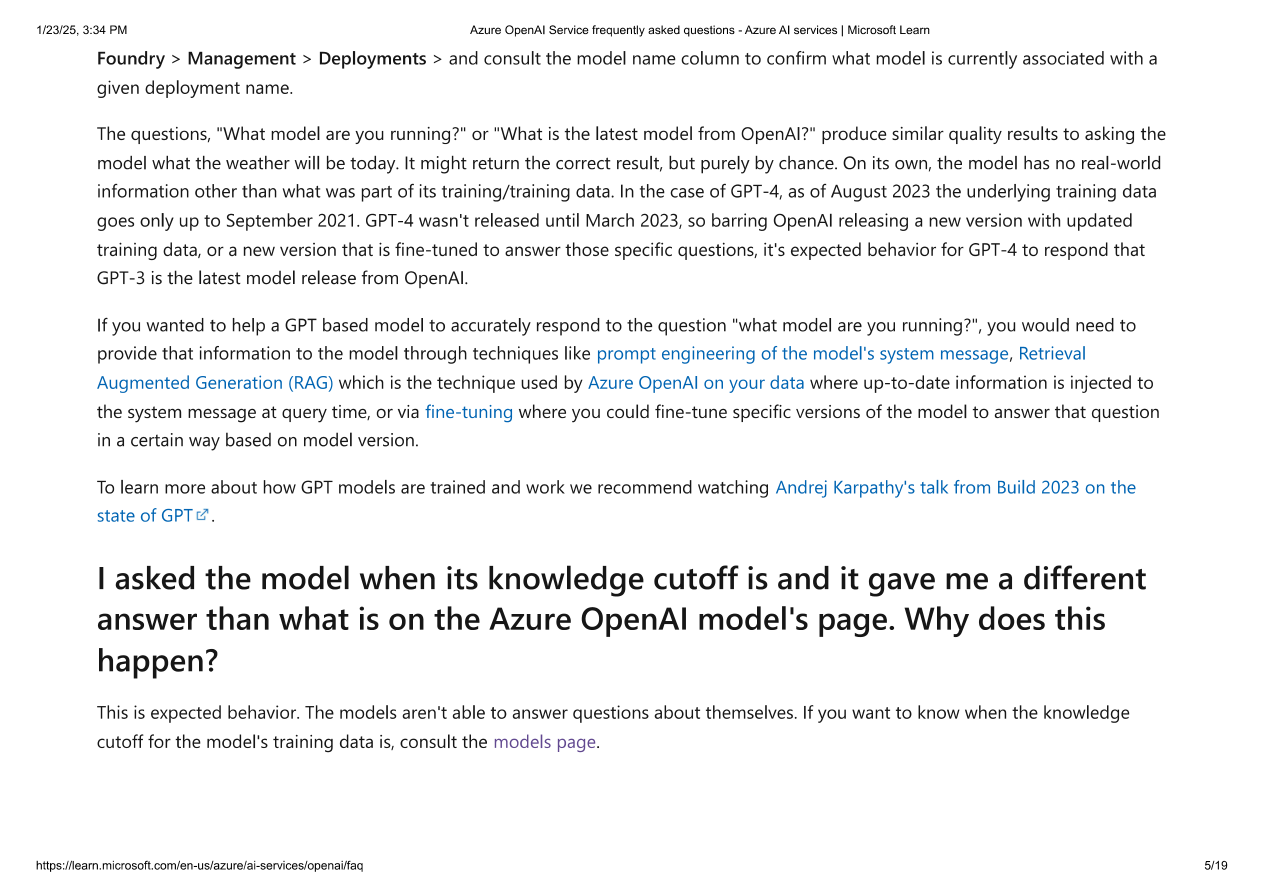 1/23/25, 3:34 PM
Azure OpenAI Service frequently asked questions - Azure AI services | Microsoft Learn
Foundry > Management > Deployments > and consult the model name column to confirm what model is currently associated with a
given deployment name.
The questions, "What model are you running?" or "What is the latest model from OpenAI?" produce similar quality results to asking the
model what the weather will be today. It might return the correct result, but purely by chance. On its own, the model has no real-world
information other than what was part of its training/training data. In the case of GPT-4, as of August 2023 the underlying training data
goes only up to September 2021. GPT-4 wasn't released until March 2023, so barring OpenAI releasing a new version with updated
training data, or a new version that is fine-tuned to answer those specific questions, it's expected behavior for GPT-4 to respond that
GPT-3 is the latest model release from OpenAI.
If you wanted to help a GPT based model to accurately respond to the question "what model are you running?", you would need to
provide that information to the model through techniques like prompt engineering of the model's system message, Retrieval
Augmented Generation (RAG) which is the technique used by Azure OpenAI on your data where up-to-date information is injected to
the system message at query time, or via fine-tuning where you could fine-tune specific versions of the model to answer that question
in a certain way based on model version.
To learn more about how GPT models are trained and work we recommend watching Andrej Karpathy's talk from Build 2023 on the
state of GPT.
I asked the model when its knowledge cutoff is and it gave me a different
answer than what is on the Azure OpenAI model's page. Why does this
happen?
This is expected behavior. The models aren't able to answer questions about themselves. If you want to know when the knowledge
cutoff for the model's training data is, consult the models page.
https://learn.microsoft.com/en-us/azure/ai-services/openai/faq
5/19